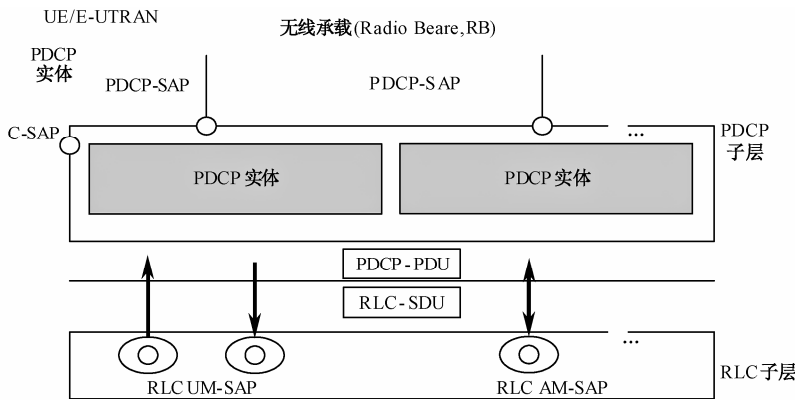 UE/E-UTRAN
无线承载(Radio Beare,RB)
PDCP
实体
PDCP-SAP
PDCP-SAP
C-SAP
...
PDCP
子层
PDCP 实体
PDCP 实体
PDCP-PDU
RLC-SDU
...
RLC UM-SAP
RLC AM-SAP
RLC子层